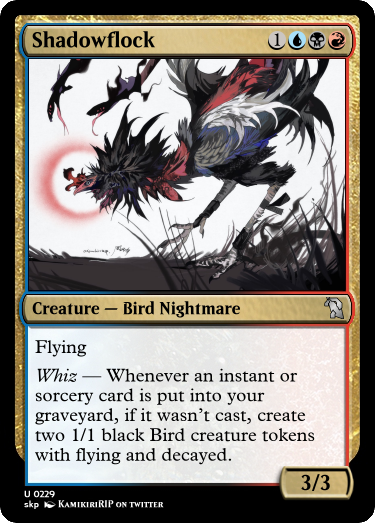 Shadowflock 1
Creature — Bird Nightmare
Flying
Whiz — Whenever an instant or
sorcery card is put into your
graveyard, if it wasn't cast, create
two 1/1 black Bird creature tokens
with flying and decayed.
3/3
U 0229
skp KamikiriRIP on twitter